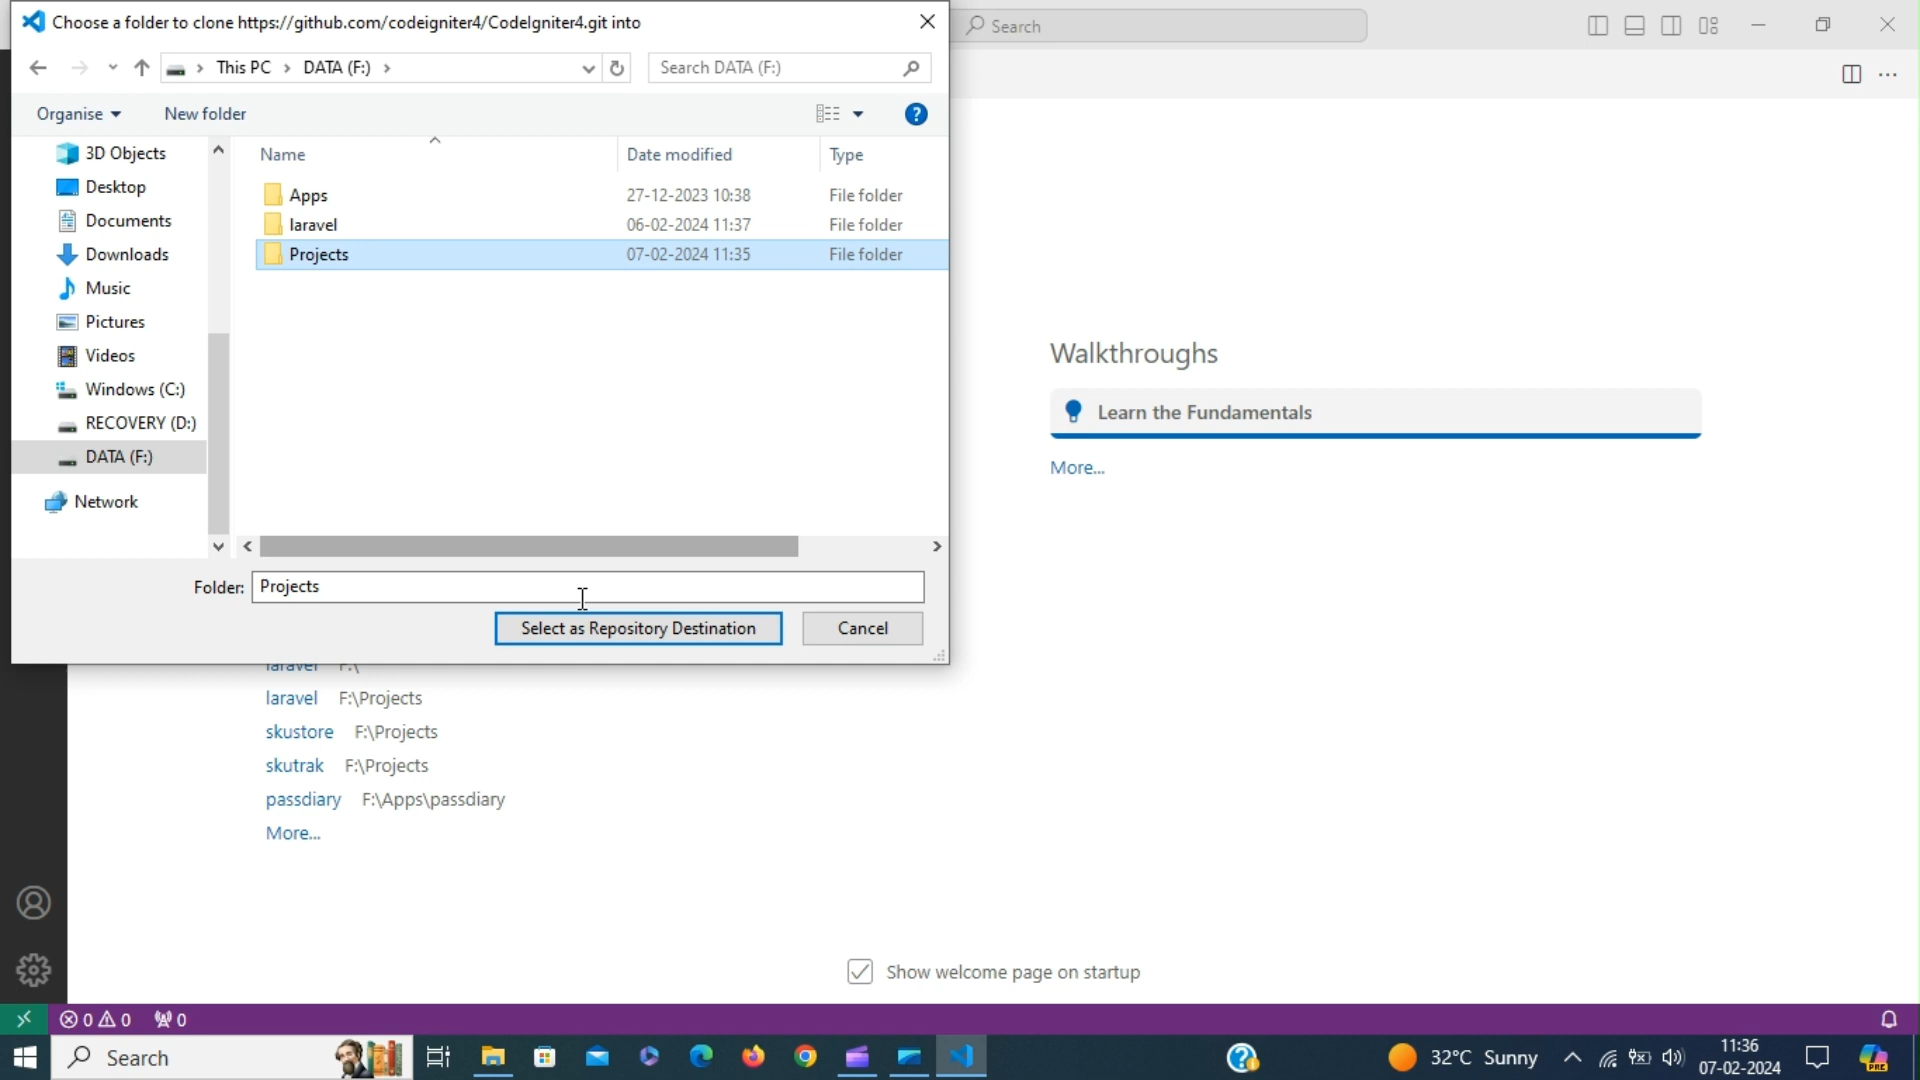 Choose a folder to clone https://github.com/codeigniter4/CodeIgniter4.git into
Search
This PC
DATA (F:)
Search DATA (F:)
Organise
New folder
3D Objects
Desktop
Documents
Downloads
Music
Pictures
Videos
Windows (C:)
RECOVERY (D:)
DATA (F:)
Network
Name Date modified Type
Apps 27-12-2023 10:38 File folder
laravel 06-02-2024 11:37 File folder
Projects 07-02-2024 11:35 File folder
Folder: Projects
Select as Repository Destination
Cancel
Walkthroughs
Learn the Fundamentals
More...
laravel F:\
laravel F:\Projects
skustore F:\Projects
skutrak F:\Projects
passdiary F:\Apps\passdiary
More...
Show welcome page on startup
0 0 0
Search
32°C Sunny
11:36
07-02-2024
PRE